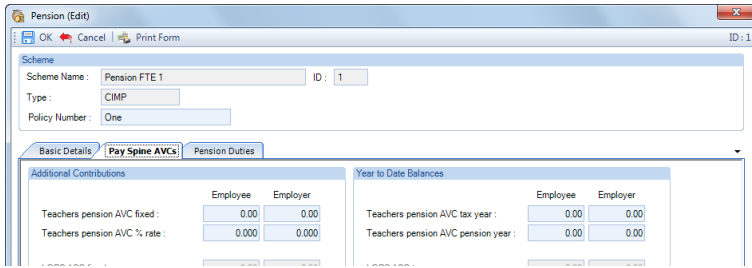 Pension (Edit)
OK Cancel Print Form ID : 1
Scheme
Scheme Name : Pension FTE 1 ID : 1
Type : CIMP
Policy Number : One
Basic Details Pay Spine AVCs Pension Duties
Additional Contributions Year to Date Balances
Employee Employer Employee Employer
Teachers pension AVC fixed : 0.00 0.00 Teachers pension AVC tax year : 0.00 0.00
Teachers pension AVC % rate : 0.000 0.000 Teachers pension AVC pension year : 0.00 0.00